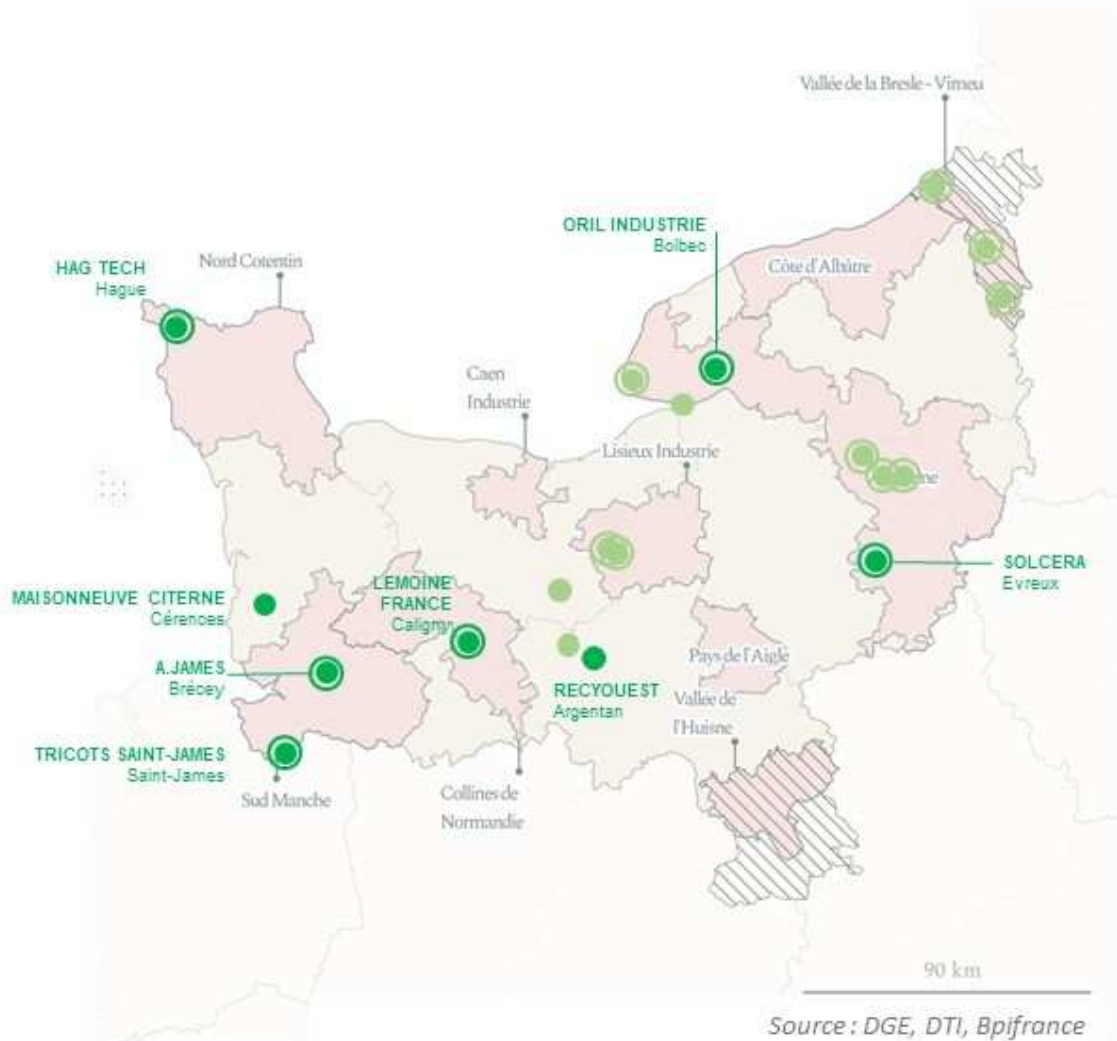 Vallée de la Bresle - Vimeu
ORIL INDUSTRIE
Bolbec
Côte d'Albâtre
HAG TECH
Hague
Nord Cotentin
Caen
Industrie
Lisieux Industrie
ne
SOLCERA
Evreux
MAISONNEUVE CITERNE
Cérences
LEMOINE
FRANCE
Caligny
A.JAMES
Brécey
RECYOUEST
Argentan
Pays de l'Aigle
Vallée de
l'Huisne
TRICOTS SAINT-JAMES
Saint-James
Sud Manche
Collines de
Normandie
90 km
Source : DGE, DTI, Bpifrance